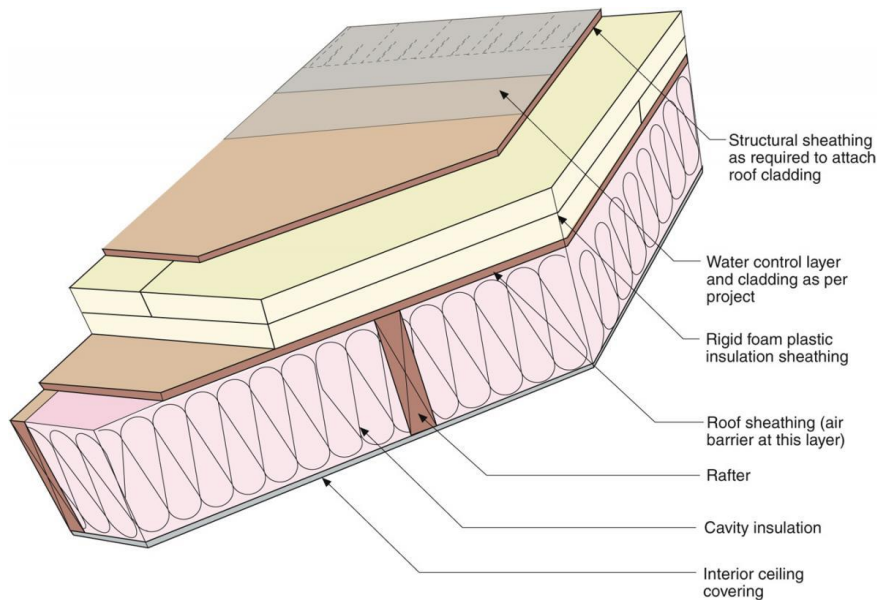 Structural sheathing
as required to attach
roof cladding
Water control layer
and cladding as per
project
Rigid foam plastic
insulation sheathing
Roof sheathing (air
barrier at this layer)
Rafter
Cavity insulation
Interior ceiling
covering